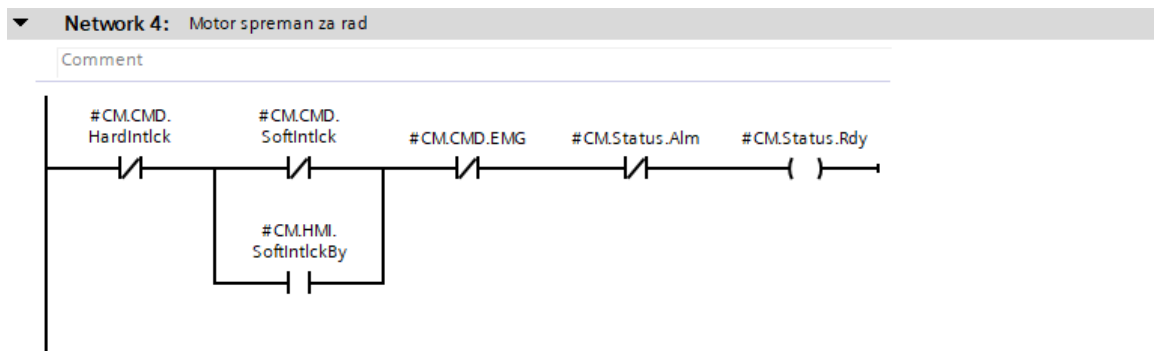 Network 4: Motor spreman za rad
Comment
#CM.CMD.
HardIntlck
#CM.CMD.
SoftIntlck
#CM.CMD.EMG
#CM.Status.Alm
#CM.Status.Rdy
#CM.HMI.
SoftIntlckBy